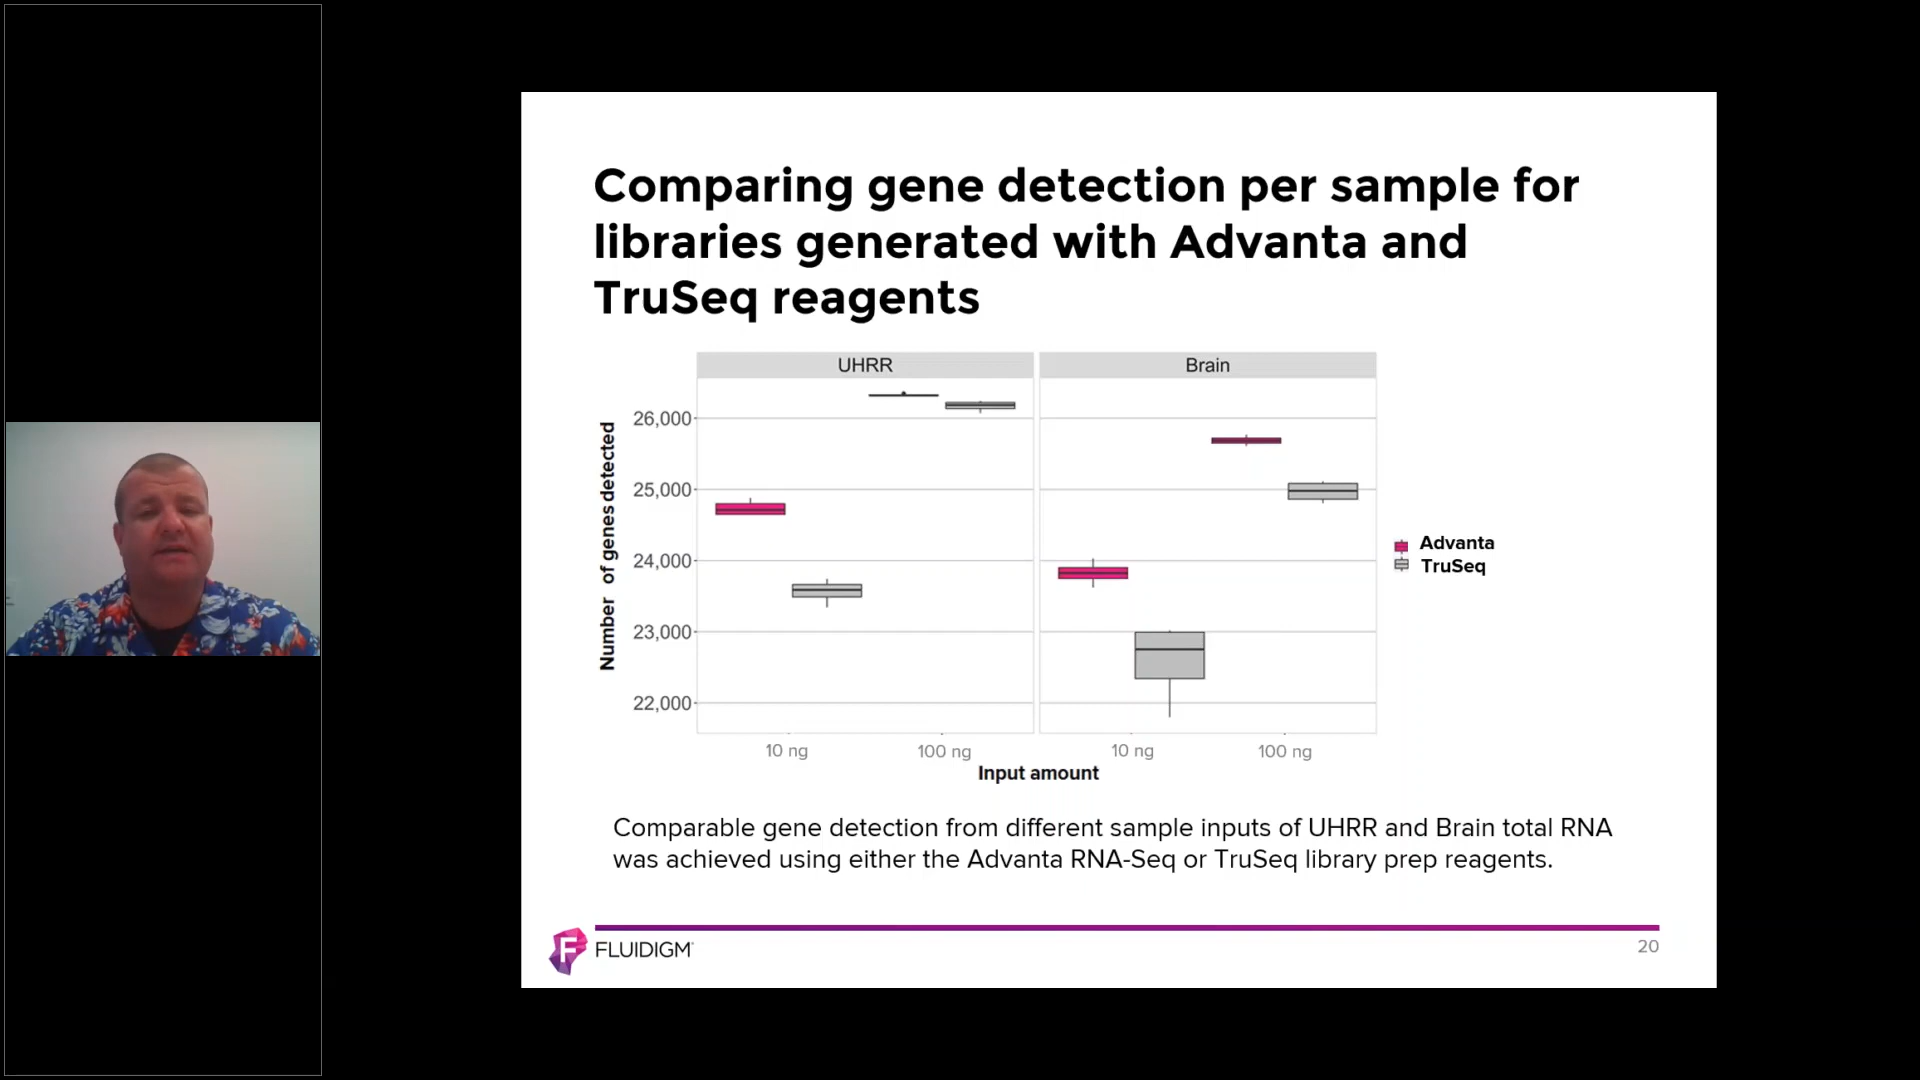 Comparing gene detection per sample for
libraries generated with Advanta and
TruSeq reagents
UHRR
Brain
Number of genes detected
26,000
25,000
24,000
23,000
22,000
10 ng
100 ng
10 ng
100 ng
Input amount
Advanta
TruSeq
Comparable gene detection from different sample inputs of UHRR and Brain total RNA
was achieved using either the Advanta RNA-Seq or TruSeq library prep reagents.
F
FLUIDIGM
20